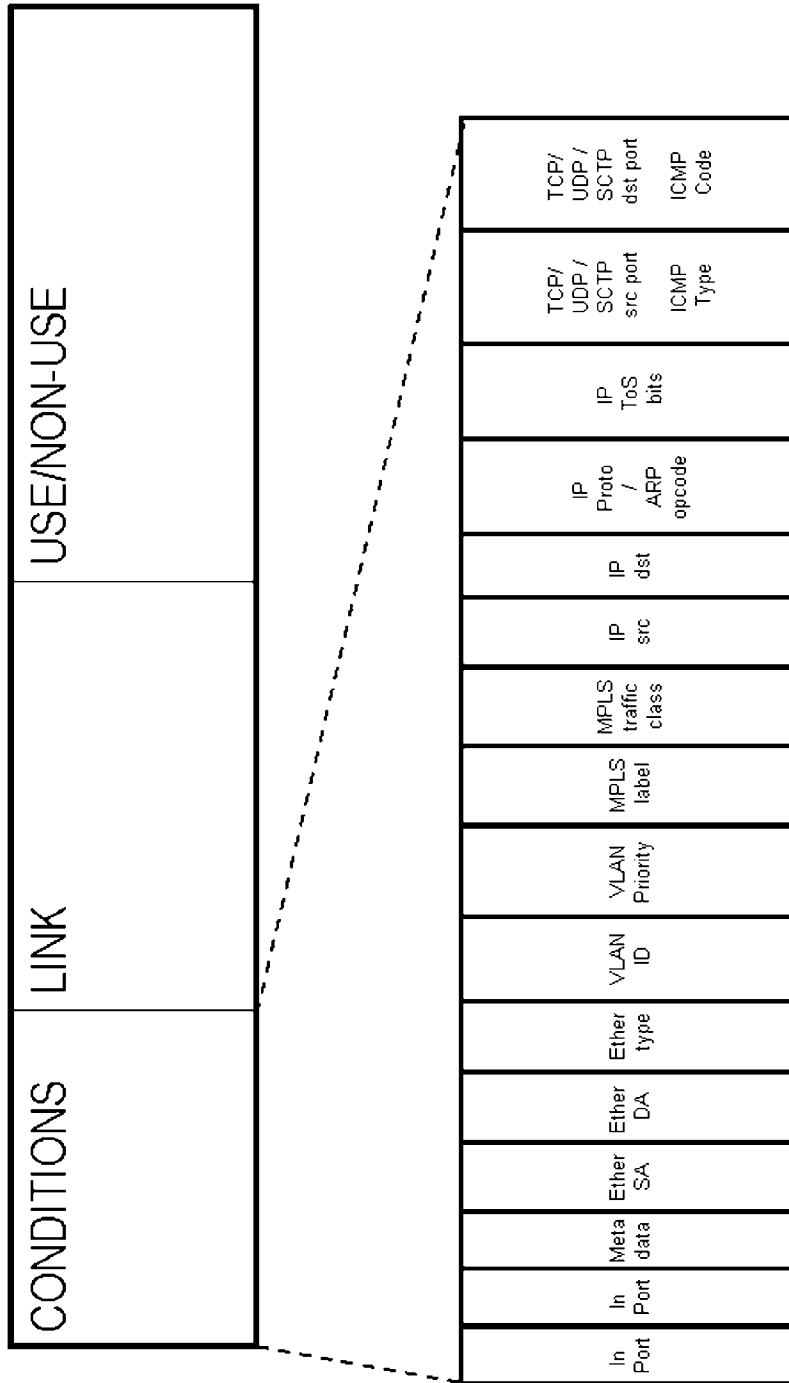 CONDITIONS
LINK
USE/NON-USE
In
Port
In
Port
Meta
data
Ether
SA
Ether
DA
Ether
type
VLAN
ID
VLAN
Priority
MPLS
label
MPLS
traffic
class
IP
src
IP
dst
IP
Proto
/
ARP
opcode
IP
ToS
bits
TCP/
UDP /
SCTP
src port
ICMP
Type
TCP/
UDP /
SCTP
dst port
ICMP
Code